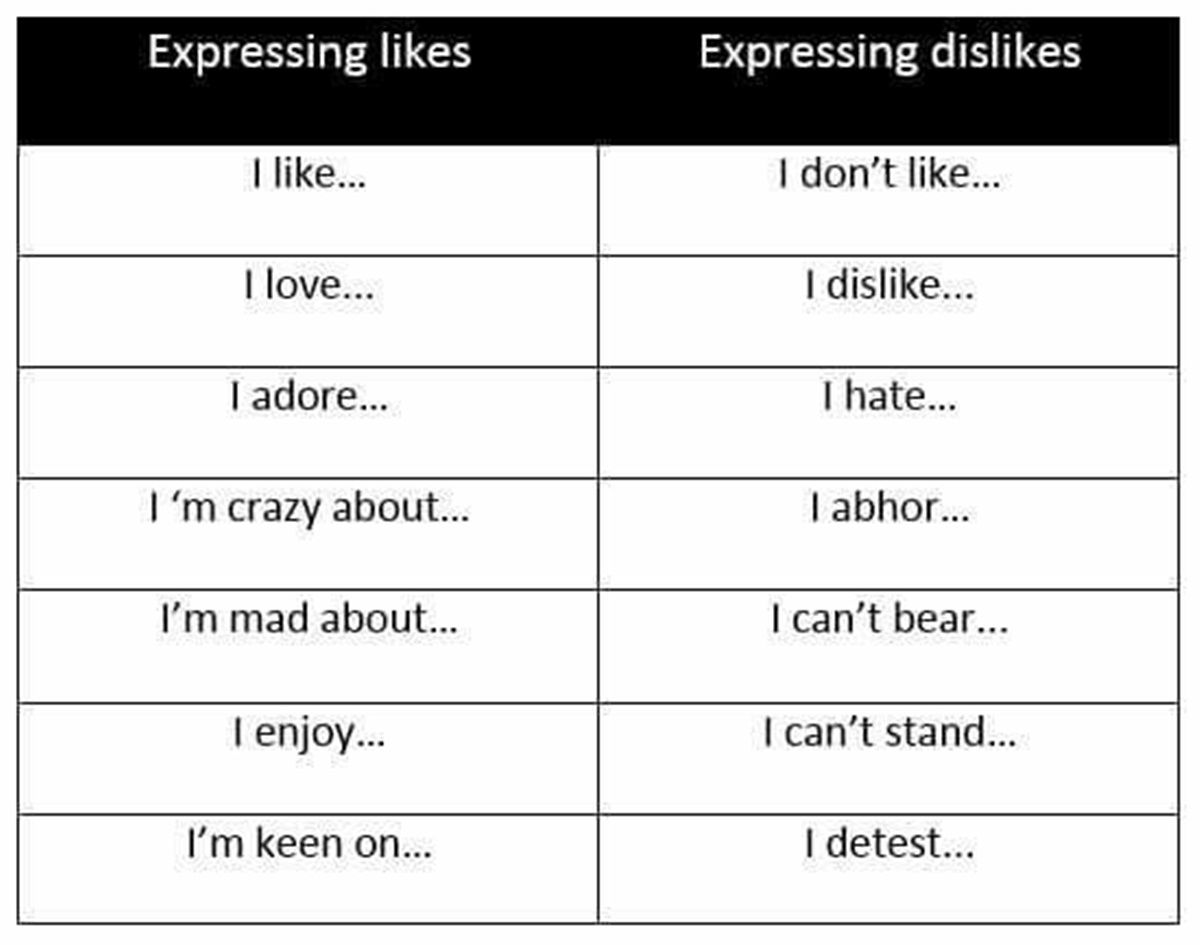 Expressing likes Expressing dislikes
I like... I don’t like...
I love... I dislike...
I adore... I hate...
I ‘m crazy about... I abhor...
I’m mad about... I can’t bear...
I enjoy... I can’t stand...
I’m keen on... I detest...